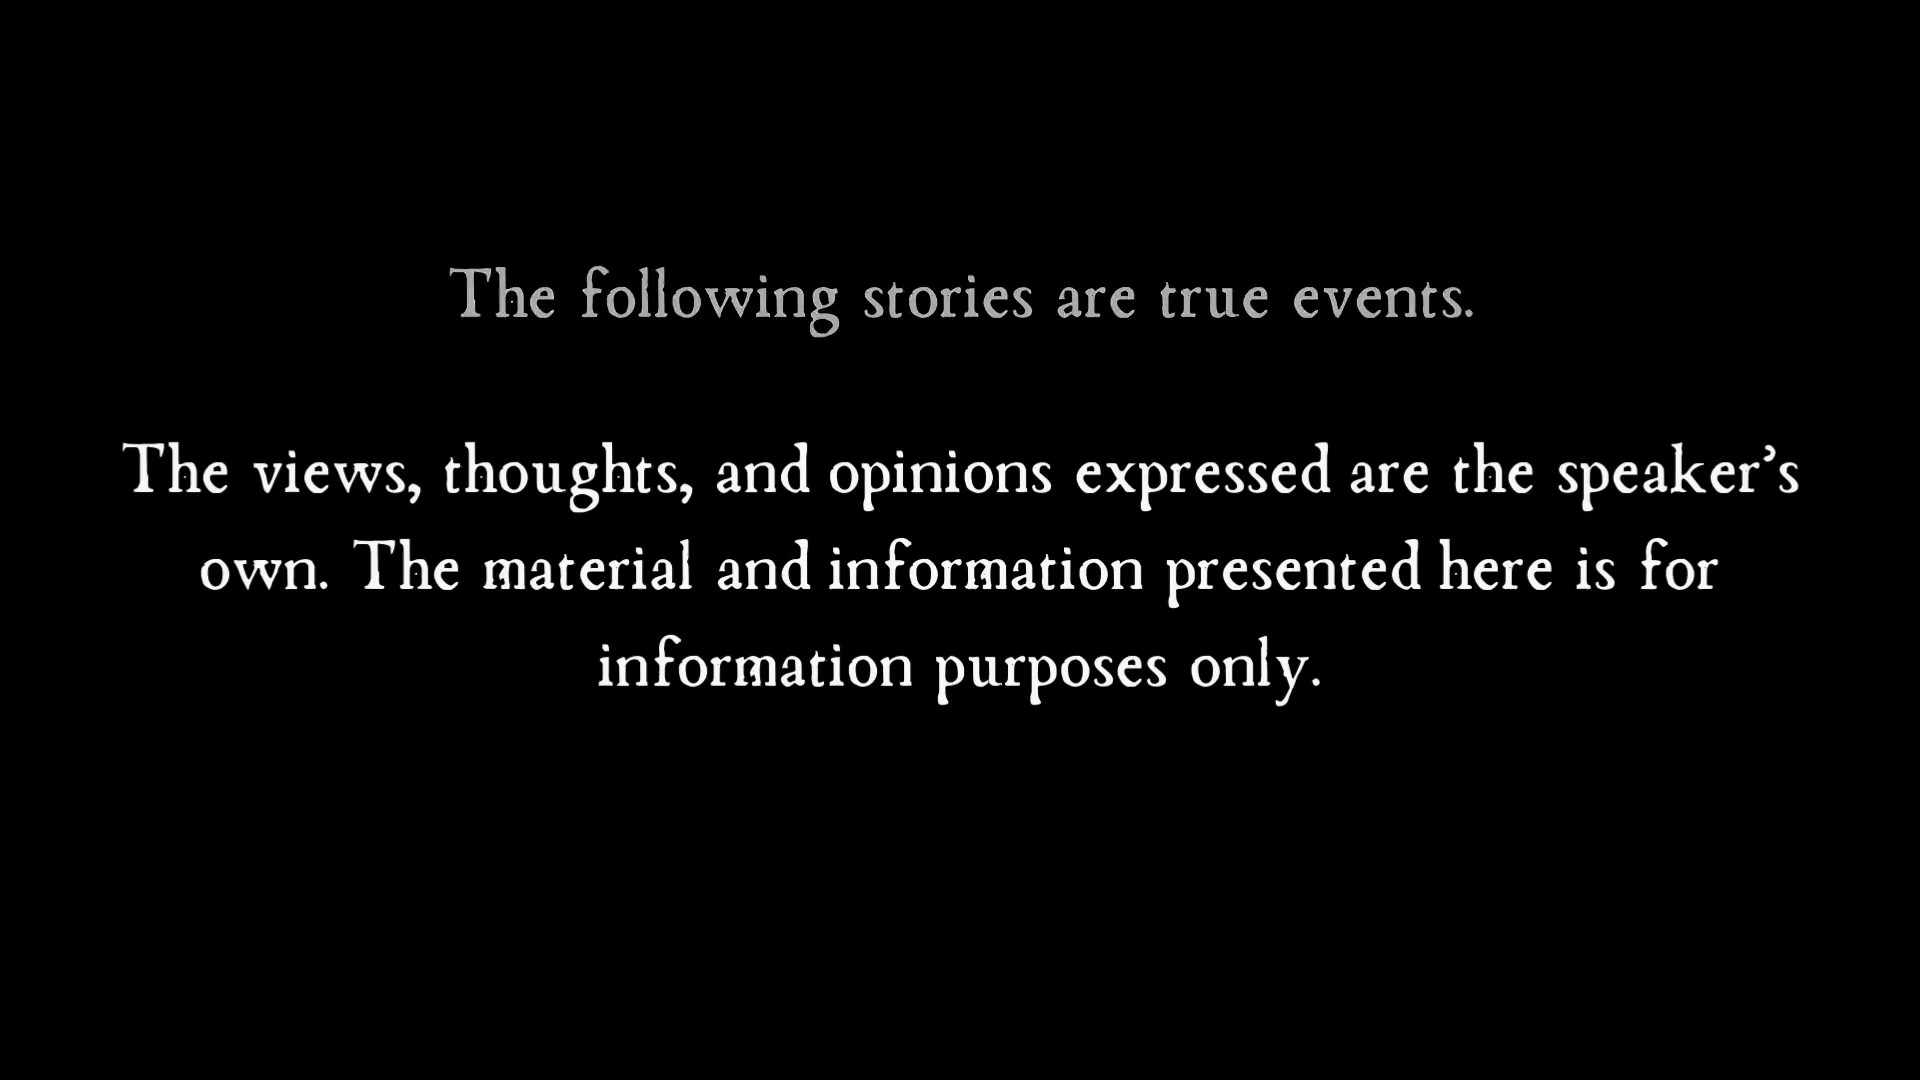 The following stories are true events.
The views, thoughts, and opinions expressed are the speaker's
own. The material and information presented here is for
information purposes only.